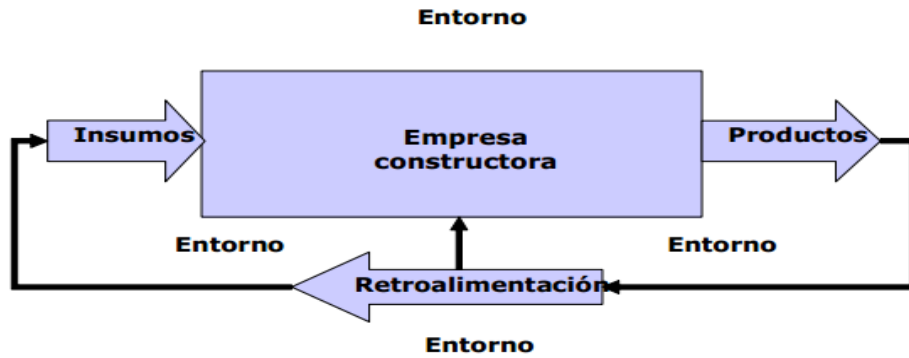 Entorno
Insumos
Empresa
constructora
Productos
Entorno
Entorno
Retroalimentación
Entorno